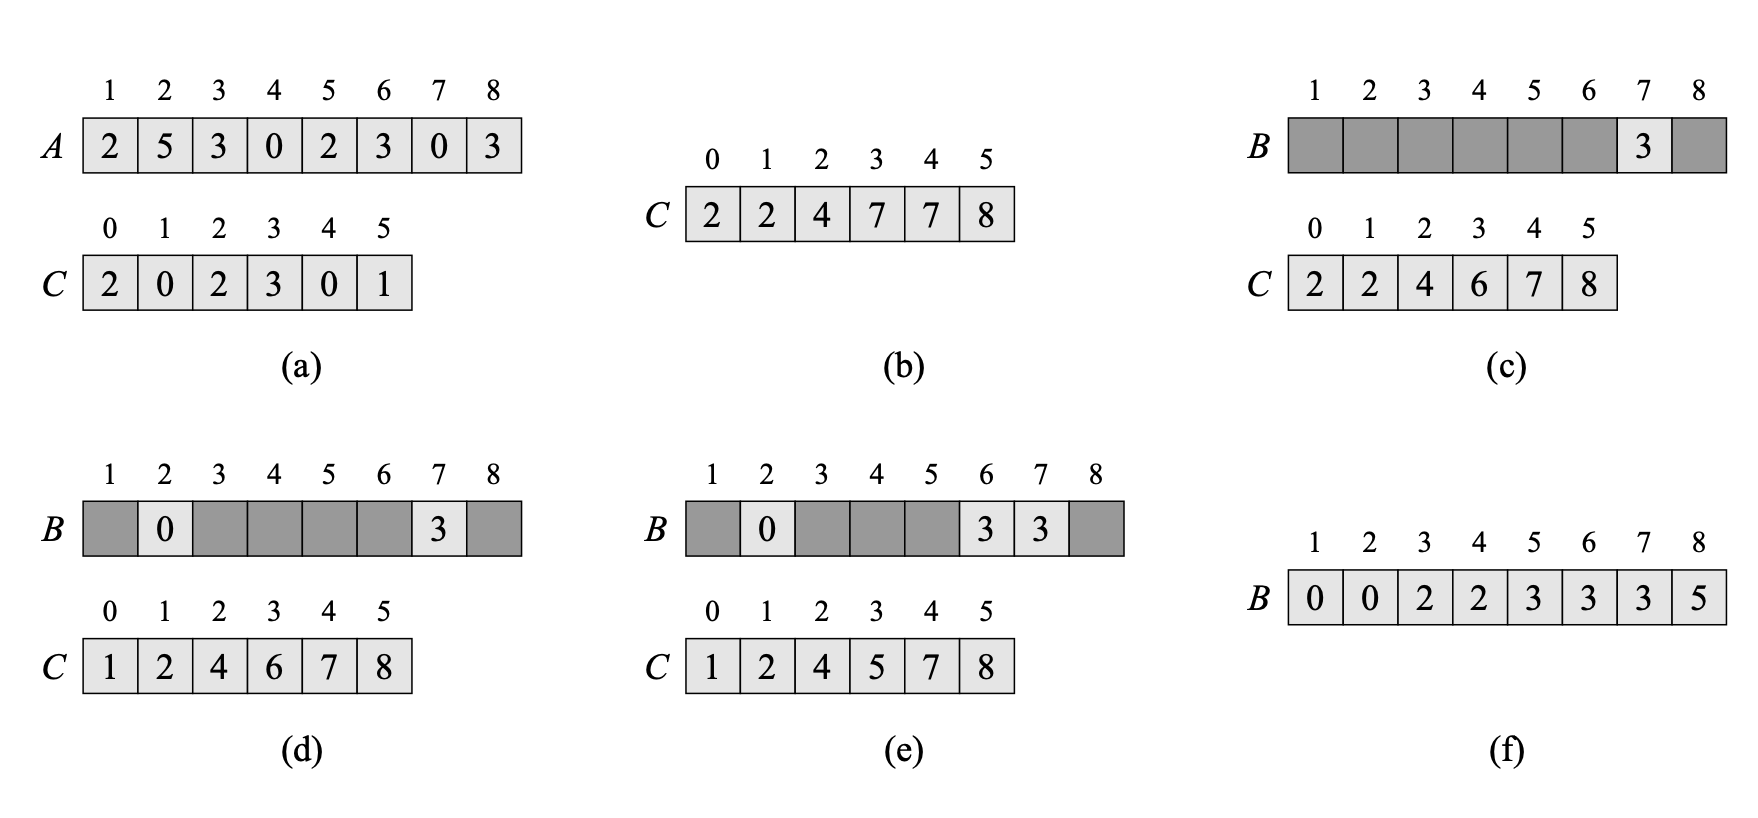 1 2 3 4 5 6 7 8
A 2 5 3 0 2 3 0 3
0 1 2 3 4 5
C 2 0 2 3 0 1
(a)
0 1 2 3 4 5
C 2 2 4 7 7 8
(b)
1 2 3 4 5 6 7 8
B 3
0 1 2 3 4 5
C 2 2 4 6 7 8
(c)
1 2 3 4 5 6 7 8
B 0 3
0 1 2 3 4 5
C 1 2 4 6 7 8
(d)
1 2 3 4 5 6 7 8
B 0 3 3
0 1 2 3 4 5
C 1 2 4 5 7 8
(e)
1 2 3 4 5 6 7 8
B 0 0 2 2 3 3 3 5
(f)